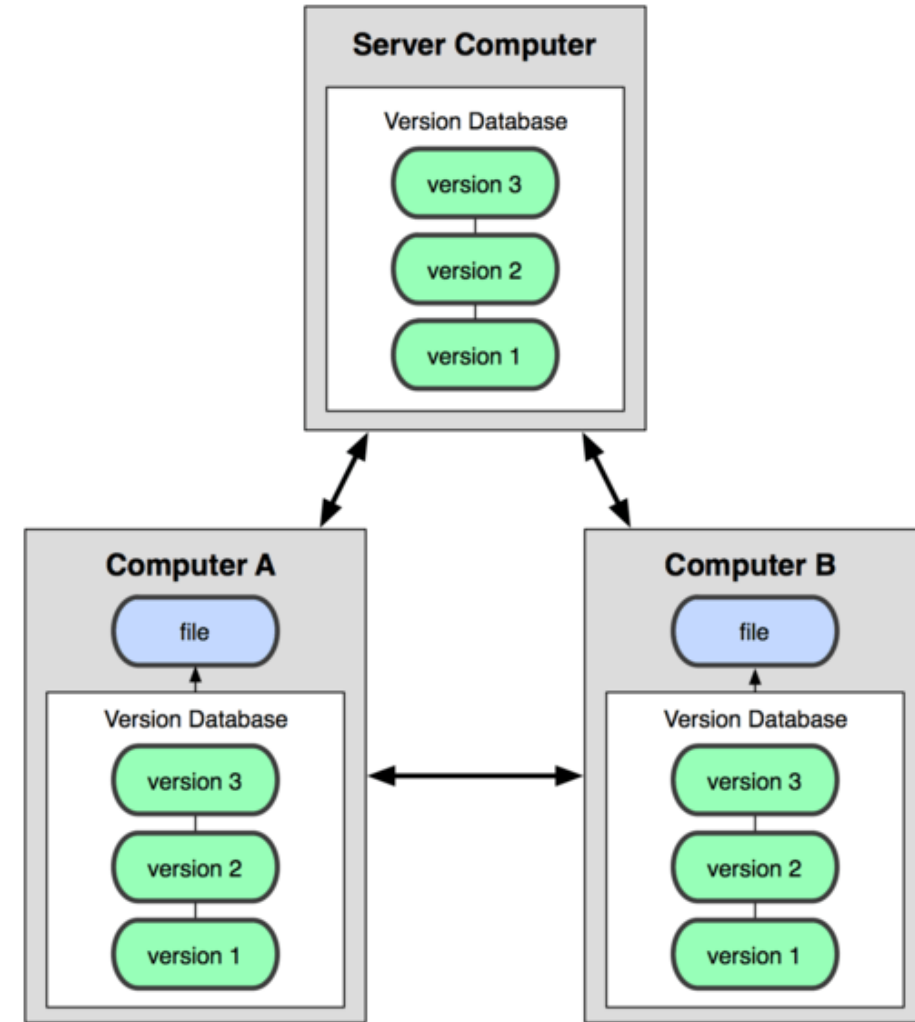 Server Computer
Version Database
version 3
version 2
version 1
Computer A
file
Version Database
version 3
version 2
version 1
Computer B
file
Version Database
version 3
version 2
version 1